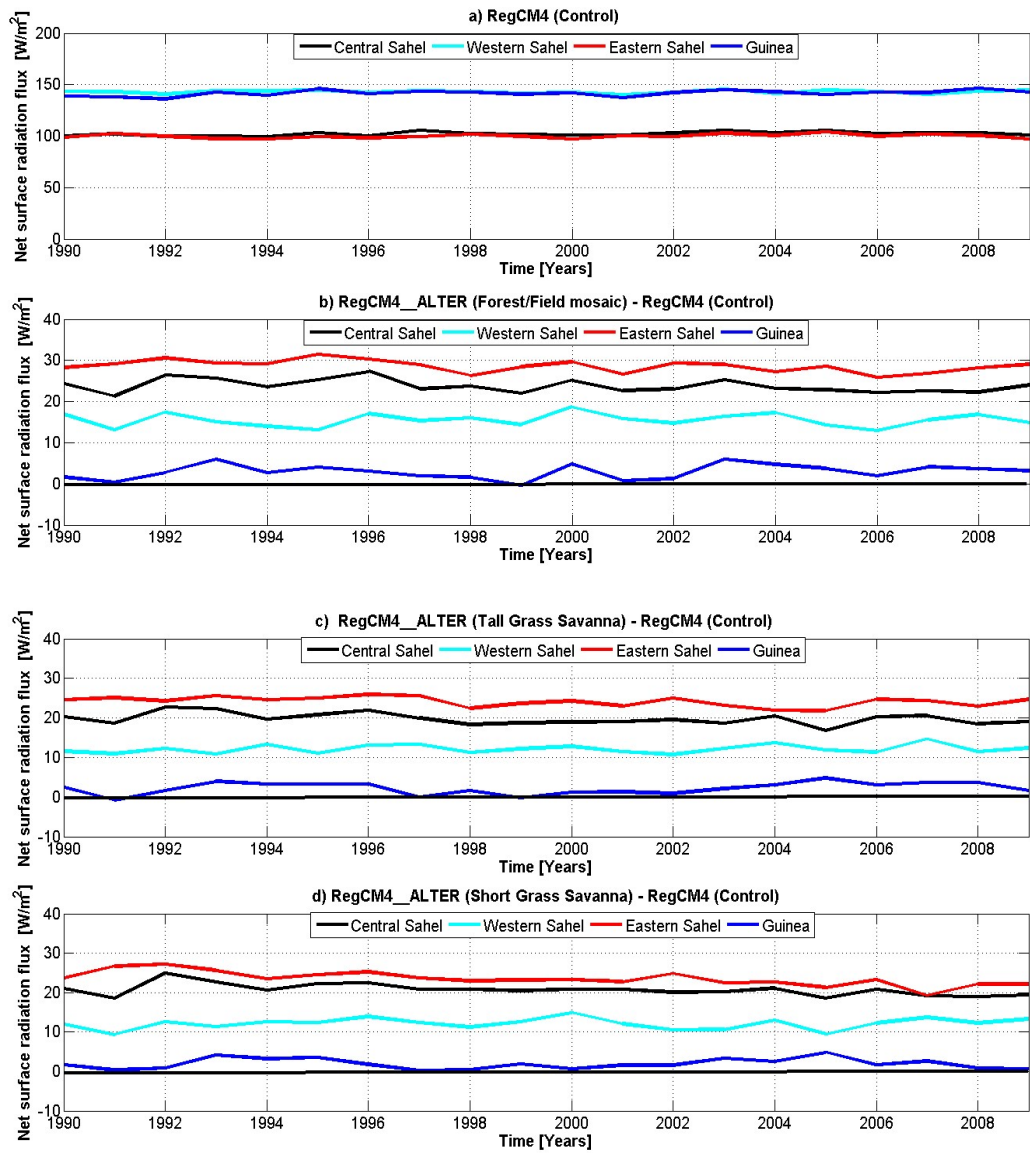 a) RegCM4 (Control)
Net surface radiation flux [W/m²]
200
150
100
50
0
Central Sahel Western Sahel Eastern Sahel Guinea
1990 1992 1994 1996 1998 2000 2002 2004 2006 2008
Time [Years]
b) RegCM4__ALTER (Forest/Field mosaic) - RegCM4 (Control)
Net surface radiation flux [W/m²]
40
30
20
10
0
-10
Central Sahel Western Sahel Eastern Sahel Guinea
1990 1992 1994 1996 1998 2000 2002 2004 2006 2008
Time [Years]
c) RegCM4__ALTER (Tall Grass Savanna) - RegCM4 (Control)
Net surface radiation flux [W/m²]
40
30
20
10
0
-10
Central Sahel Western Sahel Eastern Sahel Guinea
1990 1992 1994 1996 1998 2000 2002 2004 2006 2008
Time [Years]
d) RegCM4__ALTER (Short Grass Savanna) - RegCM4 (Control)
Net surface radiation flux [W/m²]
40
30
20
10
0
-10
Central Sahel Western Sahel Eastern Sahel Guinea
1990 1992 1994 1996 1998 2000 2002 2004 2006 2008
Time [Years]